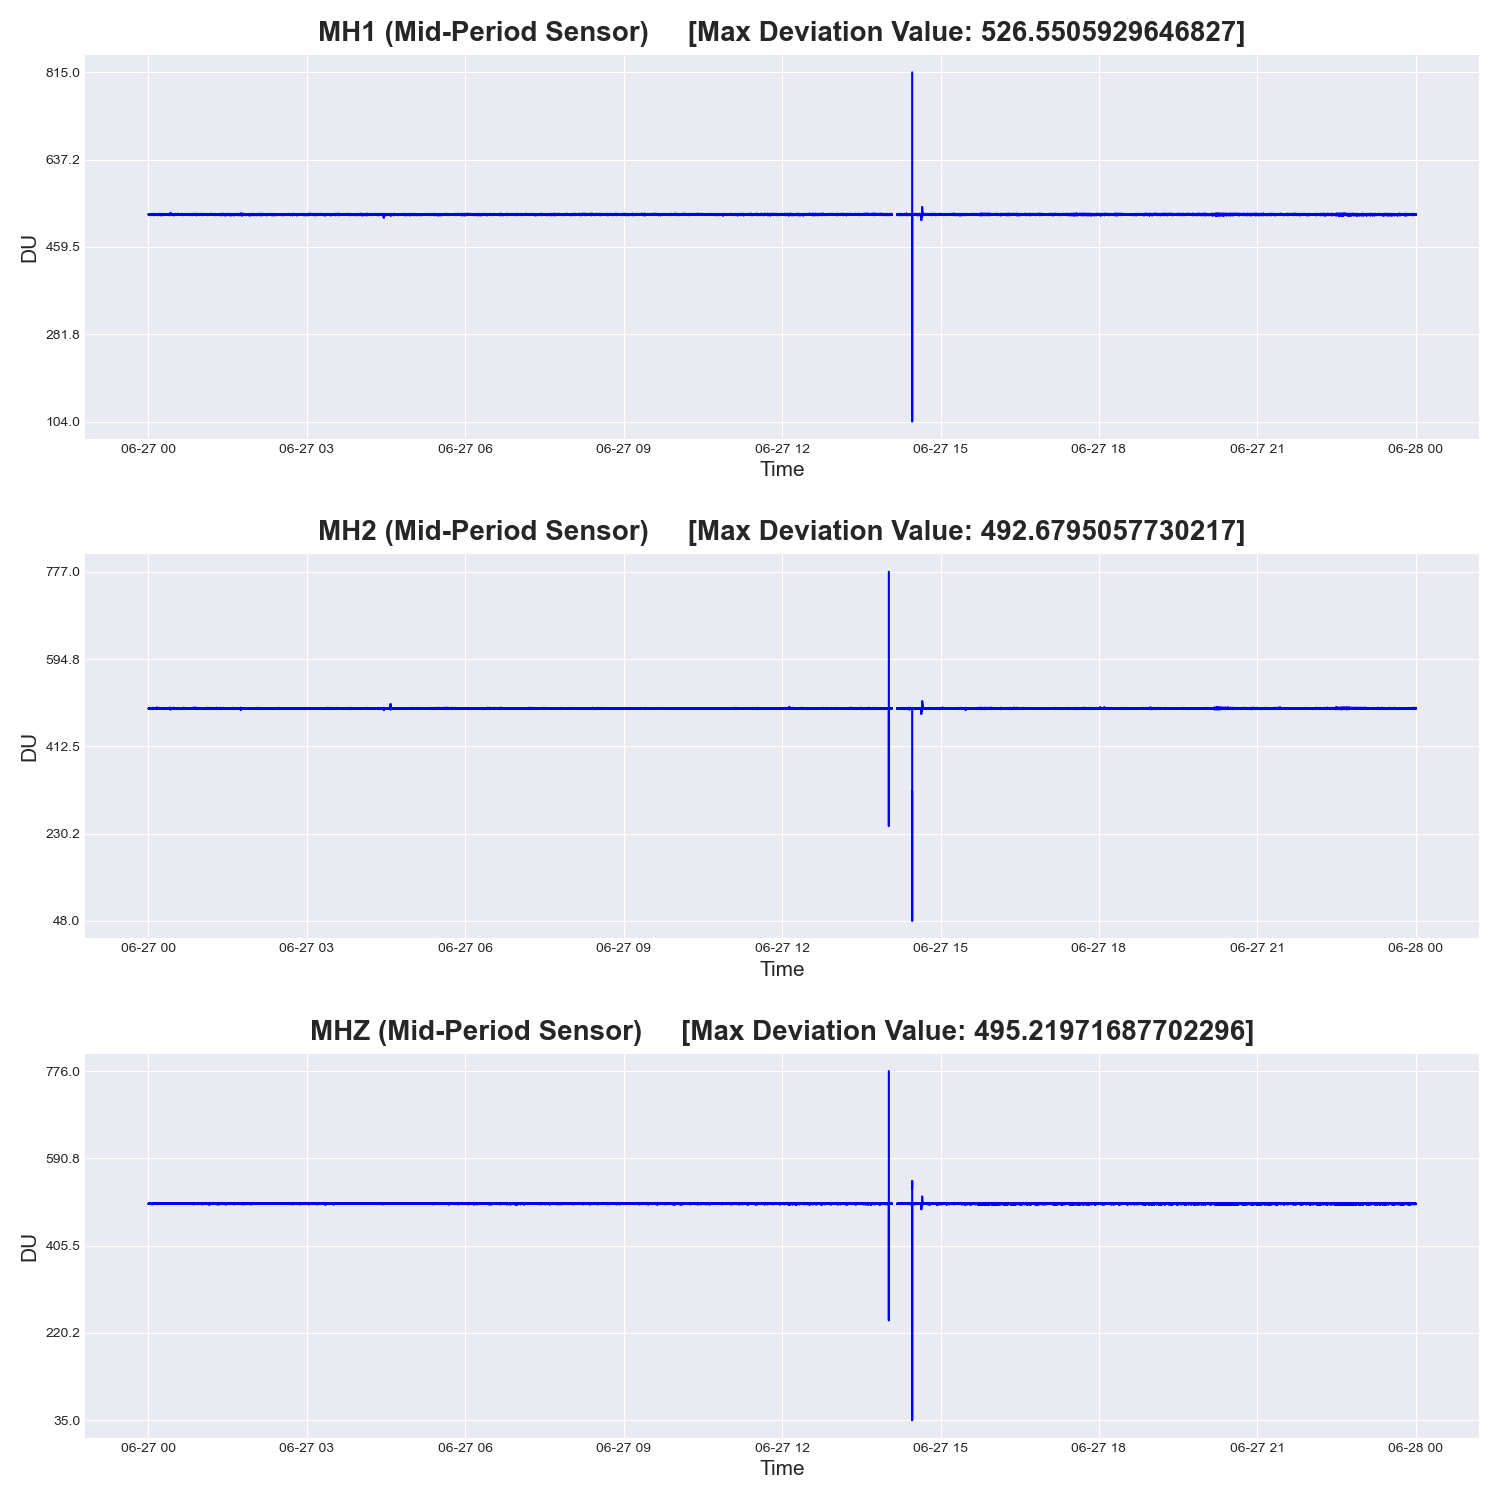 MH1 (Mid-Period Sensor) [Max Deviation Value: 526.5505929646827]
815.0
637.2
459.5
281.8
104.0
DU
06-27 00 06-27 03 06-27 06 06-27 09 06-27 12 06-27 15 06-27 18 06-27 21 06-28 00
Time
MH2 (Mid-Period Sensor) [Max Deviation Value: 492.6795057730217]
777.0
594.8
412.5
230.2
48.0
DU
06-27 00 06-27 03 06-27 06 06-27 09 06-27 12 06-27 15 06-27 18 06-27 21 06-28 00
Time
MHZ (Mid-Period Sensor) [Max Deviation Value: 495.21971687702296]
776.0
590.8
405.5
220.2
35.0
DU
06-27 00 06-27 03 06-27 06 06-27 09 06-27 12 06-27 15 06-27 18 06-27 21 06-28 00
Time